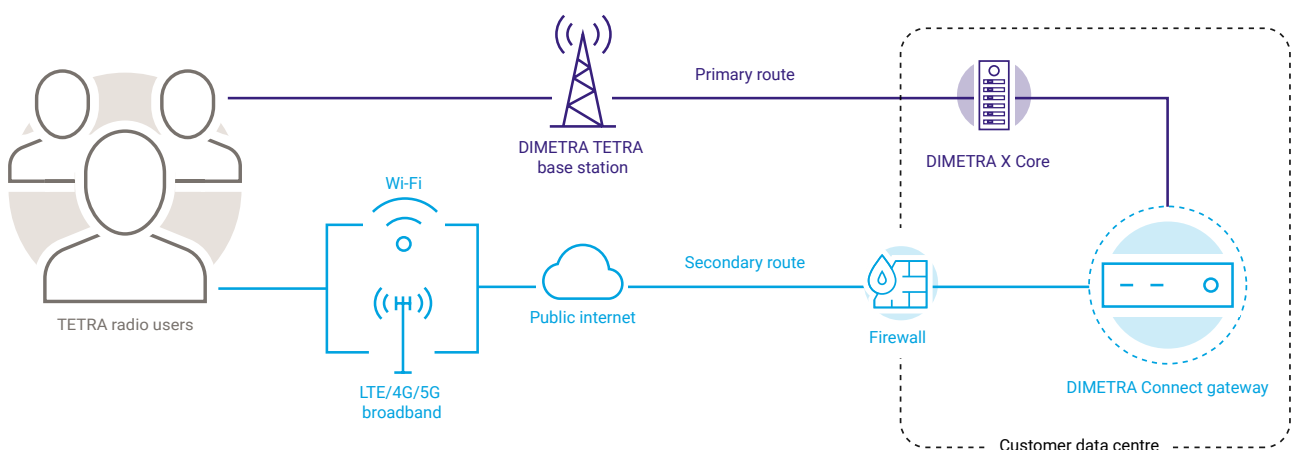 Primary route
DIMETRA TETRA
base station
DIMETRA X Core
Wi-Fi
Secondary route
Public internet
TETRA radio users
Firewall
LTE/4G/5G
broadband
DIMETRA Connect gateway
Customer data centre